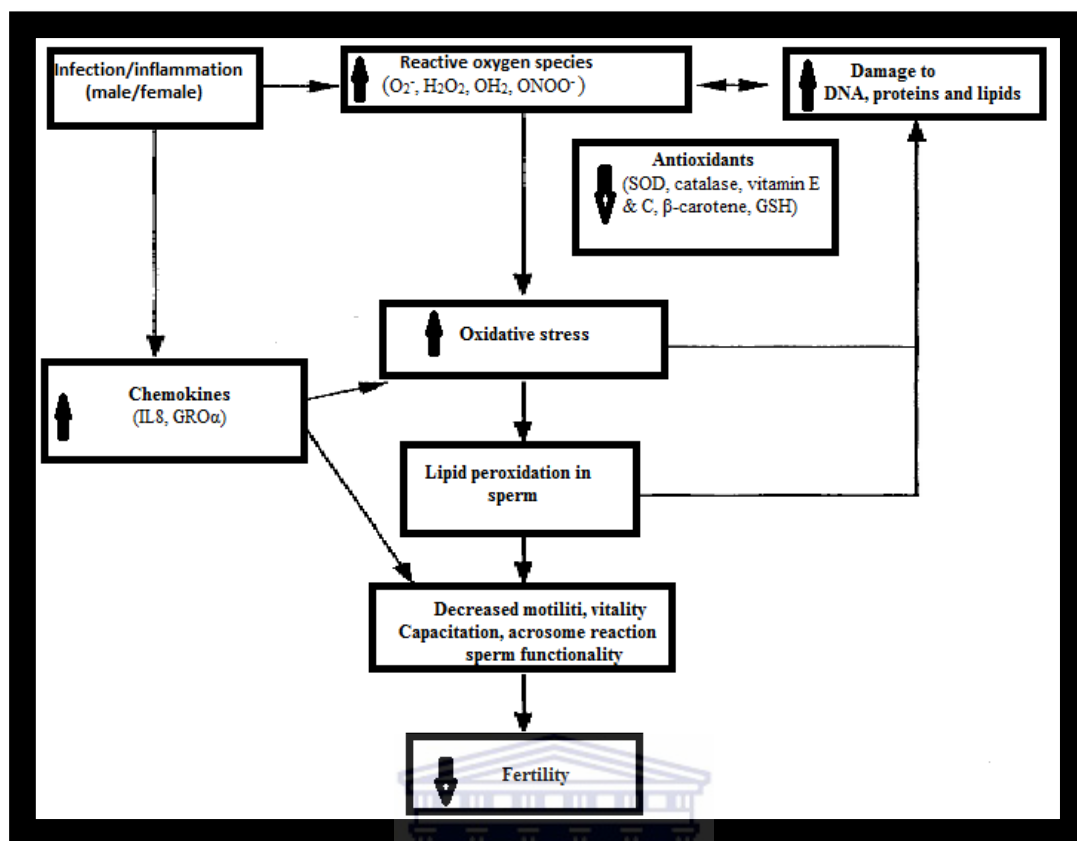 Infection/inflammation
(male/female)
Reactive oxygen species
(O₂⁻, H₂O₂, OH₂, ONOO⁻ )
Damage to
DNA, proteins and lipids
Antioxidants
(SOD, catalase, vitamin E
& C, β-carotene, GSH)
Oxidative stress
Chemokines
(IL8, GROα)
Lipid peroxidation in
sperm
Decreased motiliti, vitality
Capacitation, acrosome reaction
sperm functionality
Fertility